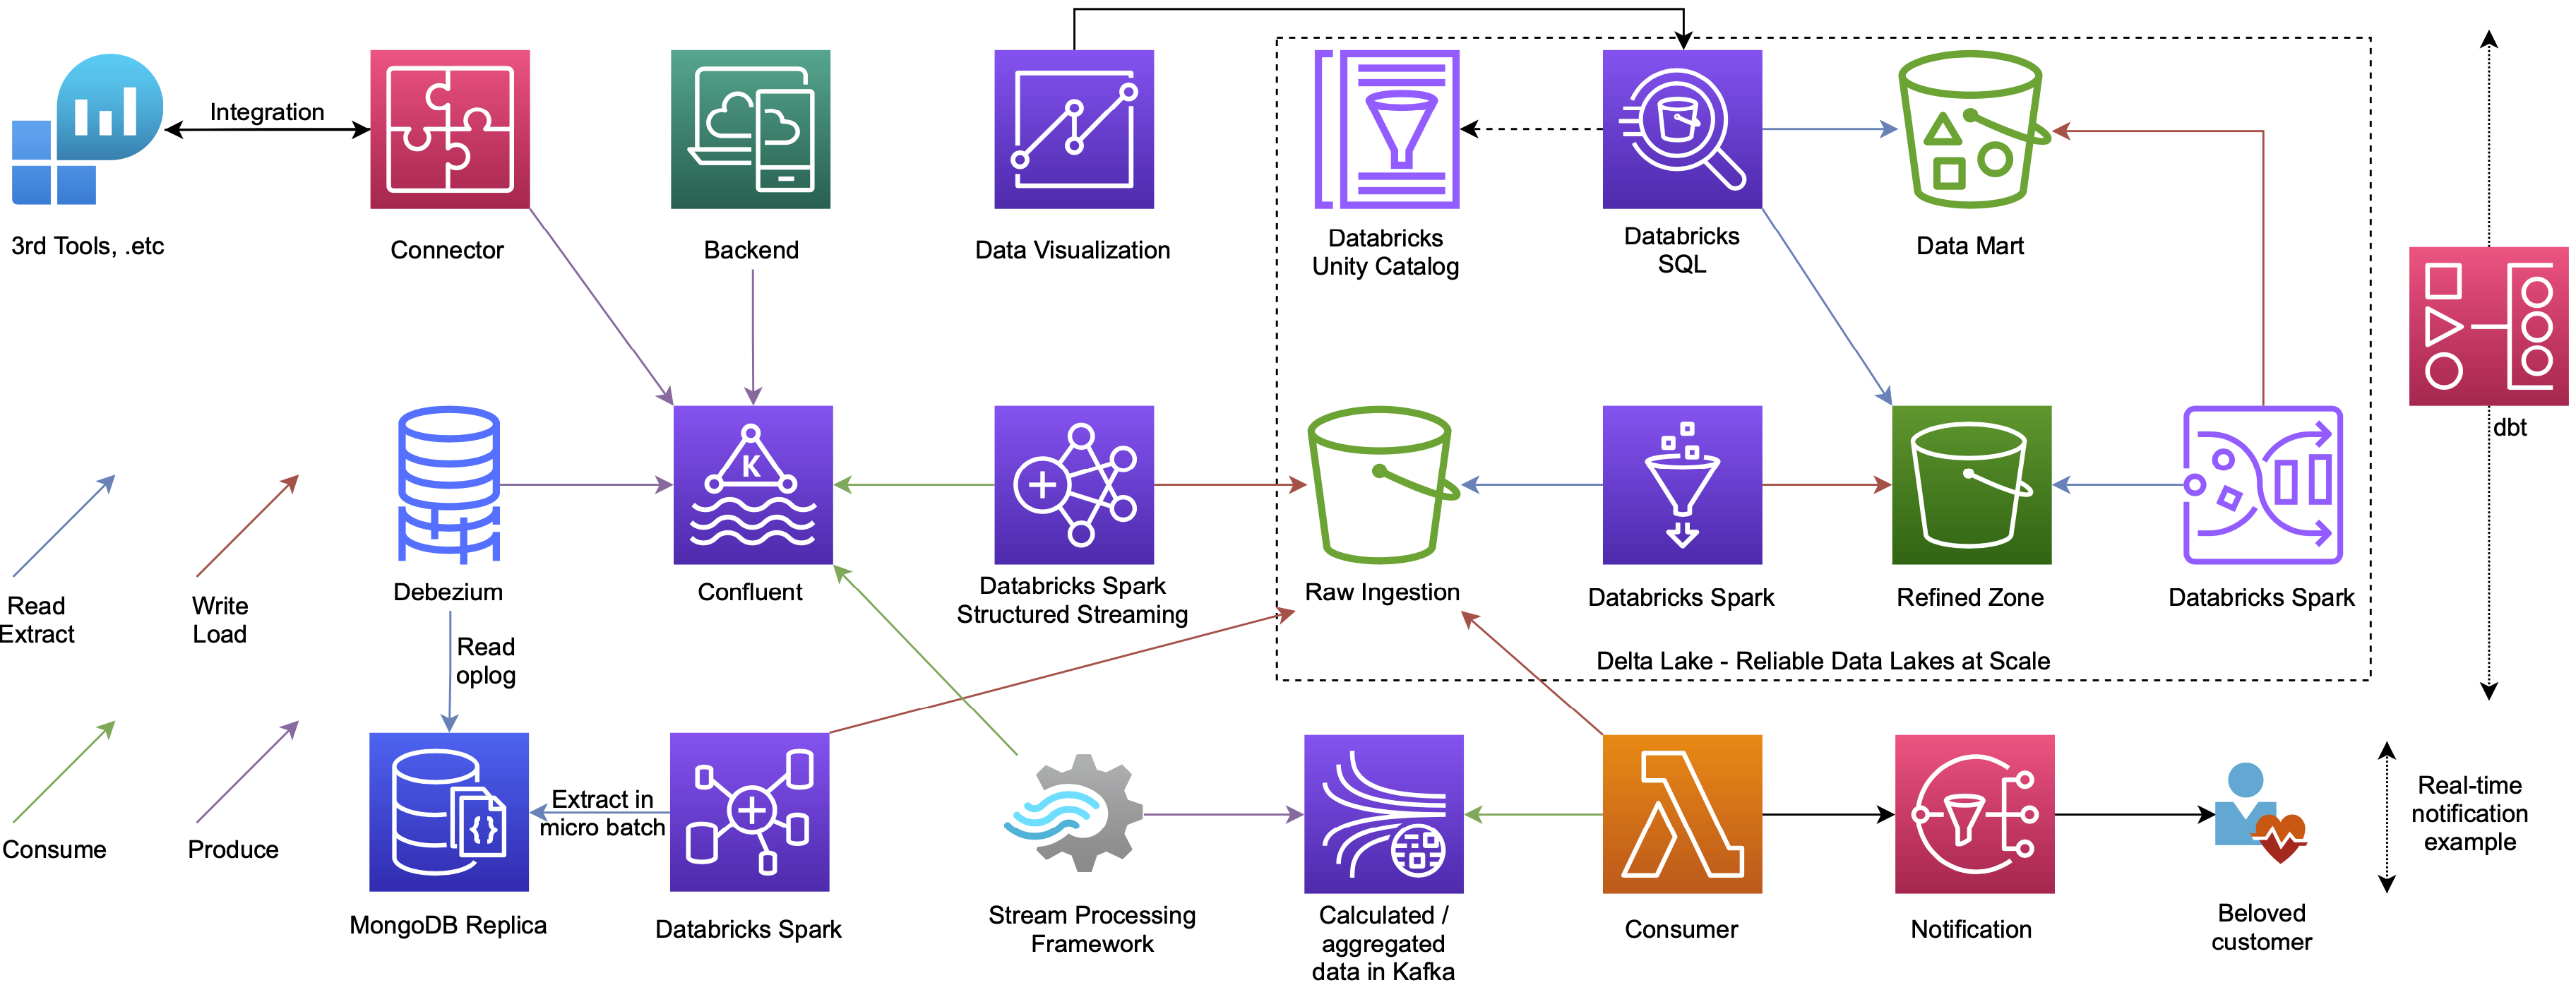 Integration
3rd Tools, .etc
Connector
Backend
Data Visualization
Databricks
Unity Catalog
Databricks
SQL
Data Mart
dbt
K
Debezium
Confluent
Databricks Spark
Structured Streaming
Raw Ingestion
Databricks Spark
Refined Zone
Databricks Spark
Read
Extract
Write
Load
Read
oplog
Delta Lake - Reliable Data Lakes at Scale
Extract in
micro batch
Consume
Produce
Real-time
notification
example
MongoDB Replica
Databricks Spark
Stream Processing
Framework
Calculated /
aggregated
data in Kafka
Consumer
Notification
Beloved
customer